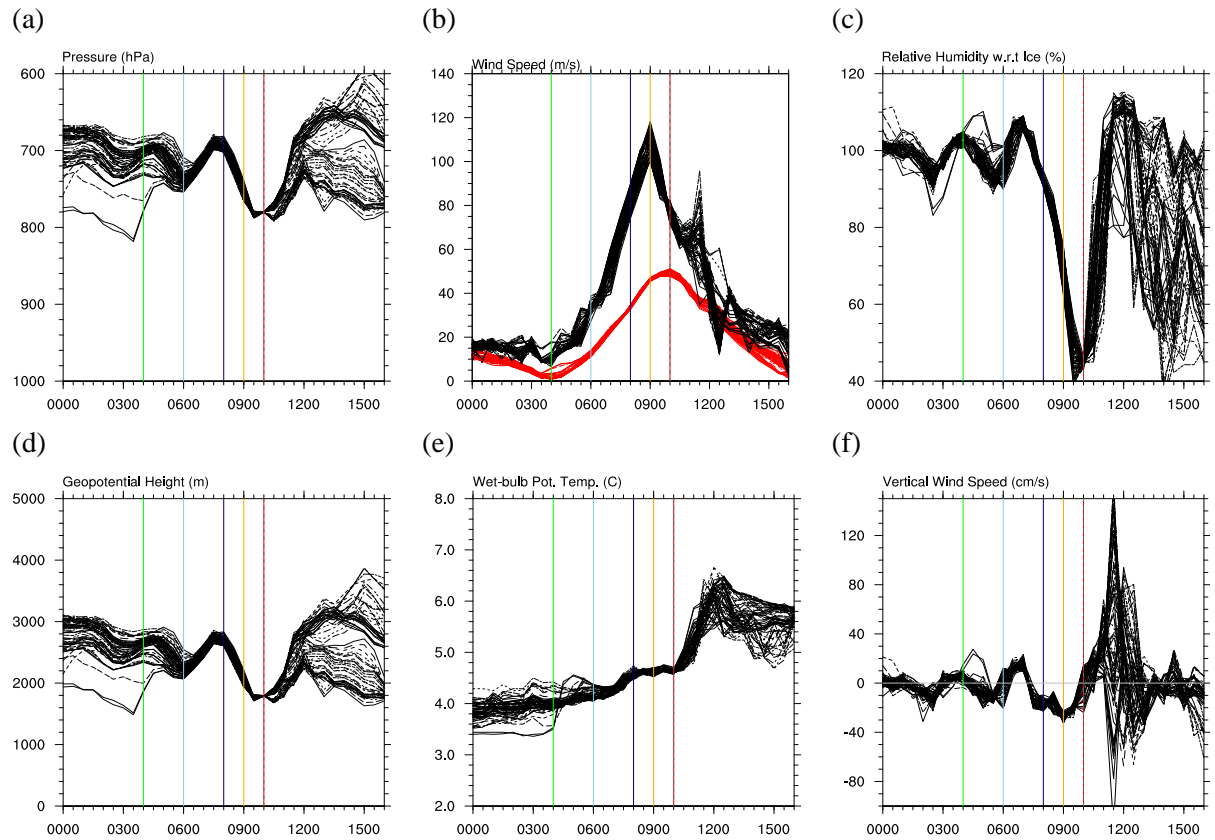 (a)
(b)
(c)
Pressure (hPa)
600
700
800
900
1000
0000 0300 0600 0900 1200 1500
Wind Speed (m/s)
140
120
100
80
60
40
20
0
0000 0300 0600 0900 1200 1500
Relative Humidity w.r.t Ice (%)
120
100
80
60
40
0000 0300 0600 0900 1200 1500
(d)
(e)
(f)
Geopotential Height (m)
5000
4000
3000
2000
1000
0
0000 0300 0600 0900 1200 1500
Wet-bulb Pot. Temp. (C)
8.0
7.0
6.0
5.0
4.0
3.0
2.0
0000 0300 0600 0900 1200 1500
Vertical Wind Speed (cm/s)
120
80
40
0
-40
-80
0000 0300 0600 0900 1200 1500